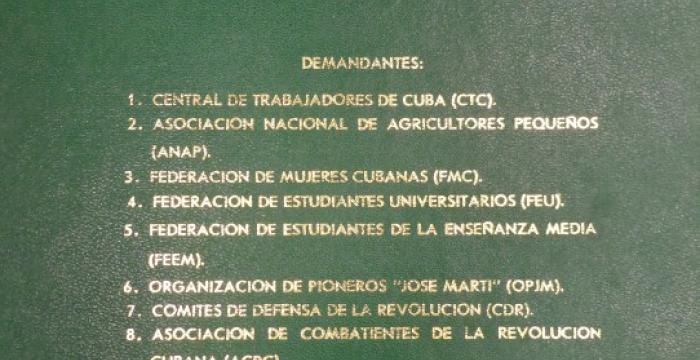 DEMANDANTES:
1. CENTRAL DE TRABAJADORES DE CUBA (CTC).
2. ASOCIACION NACIONAL DE AGRICULTORES PEQUEÑOS
(ANAP).
3. FEDERACION DE MUJERES CUBANAS (FMC).
4. FEDERACION DE ESTUDIANTES UNIVERSITARIOS (FEU).
5. FEDERACION DE ESTUDIANTES DE LA ENSEÑANZA MEDIA
(FEEM).
6. ORGANIZACION DE PIONEROS "JOSE MARTI" (OPJM).
7. COMITES DE DEFENSA DE LA REVOLUCION (CDR).
8. ASOCIACION DE COMBATIENTES DE LA REVOLUCION
CUBANA (ACRC)